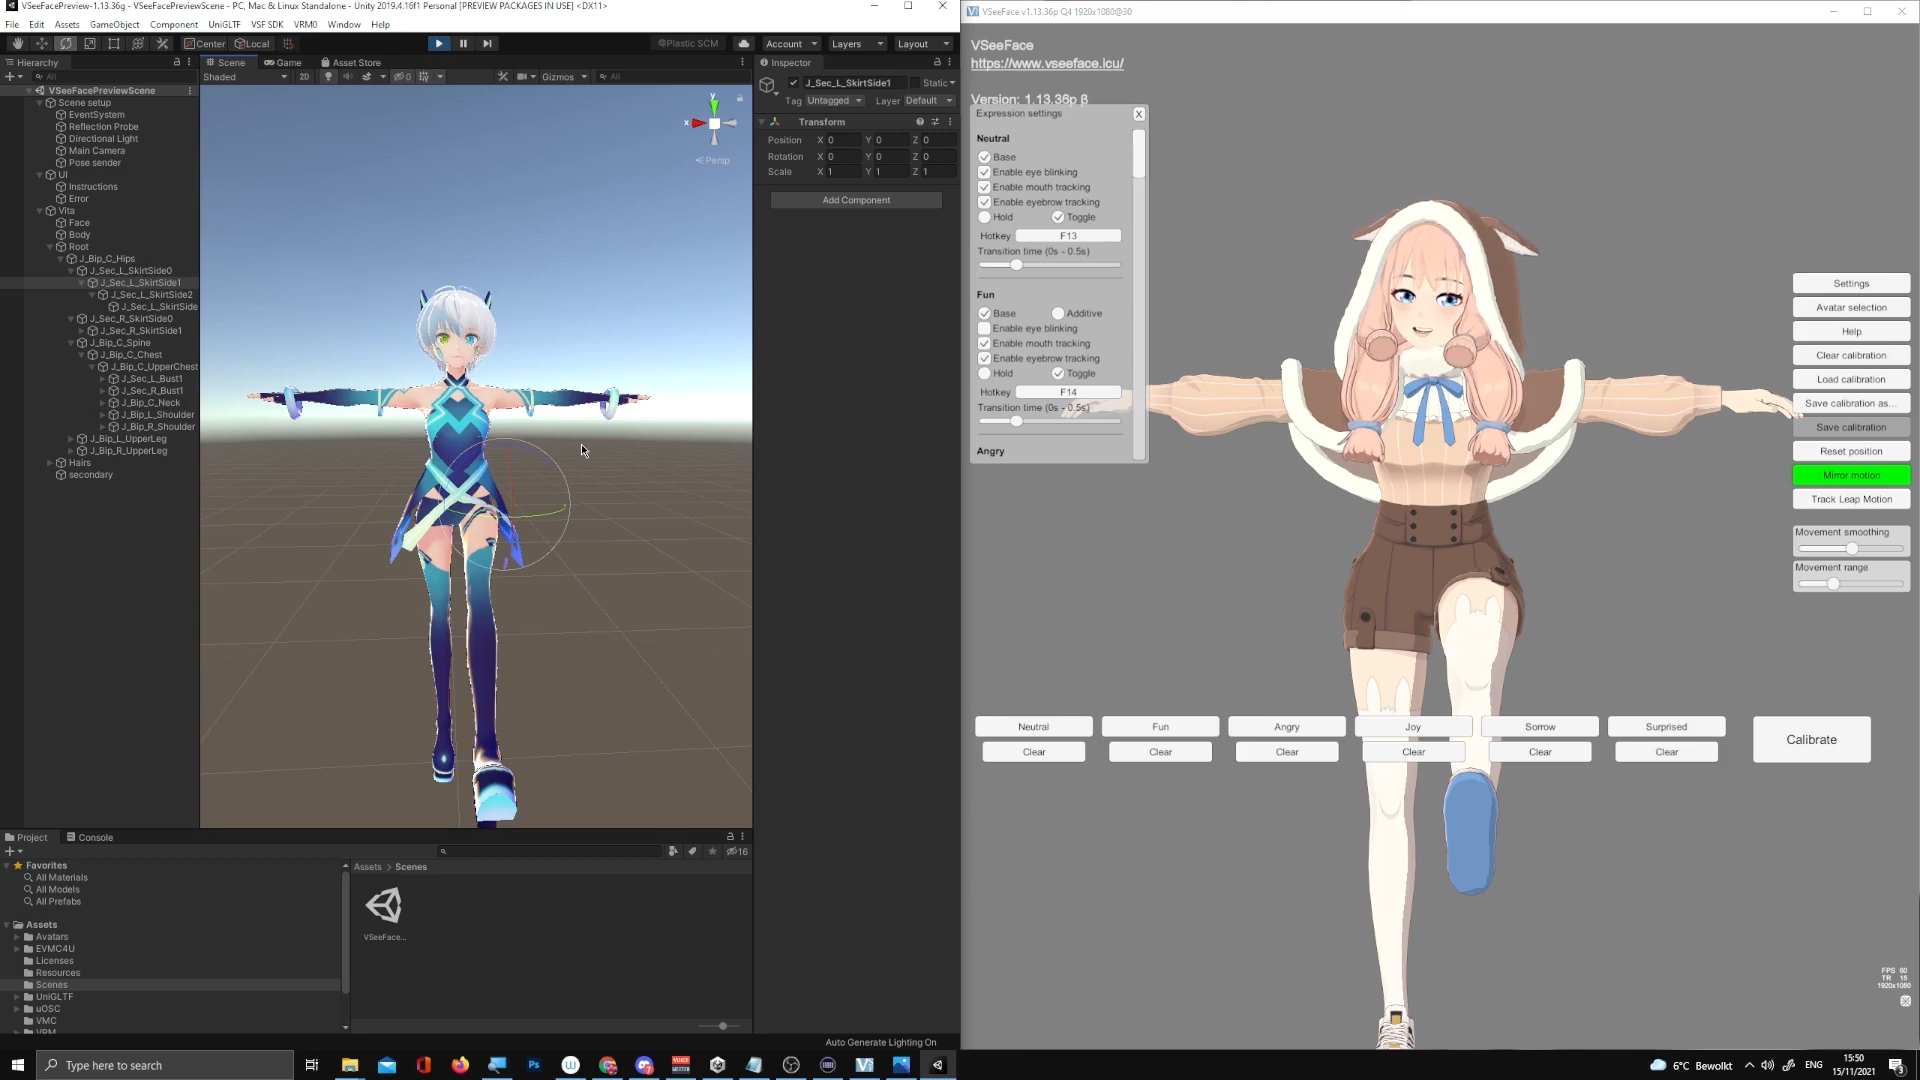 VSeeFacePreview-1.13.36g - VSeeFacePreviewScene - PC, Mac & Linux Standalone - Unity 2019.4.16f1 Personal [PREVIEW PACKAGES IN USE] <DX11>
File Edit Assets GameObject Component UniGLTF VSF SDK VRM0 Window Help
Center Local Plastic SCM Account Layers Layout
Hierarchy
All
VSeeFacePreviewScene
Scene setup
EventSystem
Reflection Probe
Directional Light
Main Camera
Pose sender
UI
Instructions
Error
Vita
Face
Body
Root
J_Bip_C_Hips
J_Sec_L_SkirtSide0
J_Sec_L_SkirtSide1
J_Sec_L_SkirtSide2
J_Sec_L_SkirtSide
J_Sec_R_SkirtSide0
J_Sec_R_SkirtSide1
J_Bip_C_Spine
J_Bip_C_Chest
J_Bip_C_UpperChest
J_Sec_L_Bust1
J_Sec_R_Bust1
J_Bip_C_Neck
J_Bip_L_Shoulder
J_Bip_R_Shoulder
J_Bip_L_UpperLeg
J_Bip_R_UpperLeg
Hairs
secondary
Scene Game Asset Store
Shaded 2D 0 Gizmos All
y
x
Persp
Inspector
J_Sec_L_SkirtSide1 Static
Tag Untagged Layer Default
Transform
Position X 0 Y 0 Z 0
Rotation X 0 Y 0 Z 0
Scale X 1 Y 1 Z 1
Add Component
Project Console
16
Favorites
All Materials
All Models
All Prefabs
Assets
Avatars
EVMC4U
Licenses
Resources
Scenes
UniGLTF
uOSC
VMC
VRM
Assets > Scenes
VSeeFace...
Auto Generate Lighting On
VSeeFace v1.13.36p Q4 1920x1080@30
VSeeFace
https://www.vseeface.icu/
Version: 1.13.36p β
Expression settings X
Neutral
Base
Enable eye blinking
Enable mouth tracking
Enable eyebrow tracking
Hold Toggle
Hotkey F13
Transition time (0s - 0.5s)
Fun
Base Additive
Enable eye blinking
Enable mouth tracking
Enable eyebrow tracking
Hold Toggle
Hotkey F14
Transition time (0s - 0.5s)
Angry
Settings
Avatar selection
Help
Clear calibration
Load calibration
Save calibration as...
Save calibration
Reset position
Mirror motion
Track Leap Motion
Movement smoothing
Movement range
Neutral Fun Angry Joy Sorrow Surprised
Clear Clear Clear Clear Clear Clear
Calibrate
FPS 60
TR 15
1920x1080
Type here to search
6°C Bewolkt
ENG
15:50
15/11/2021